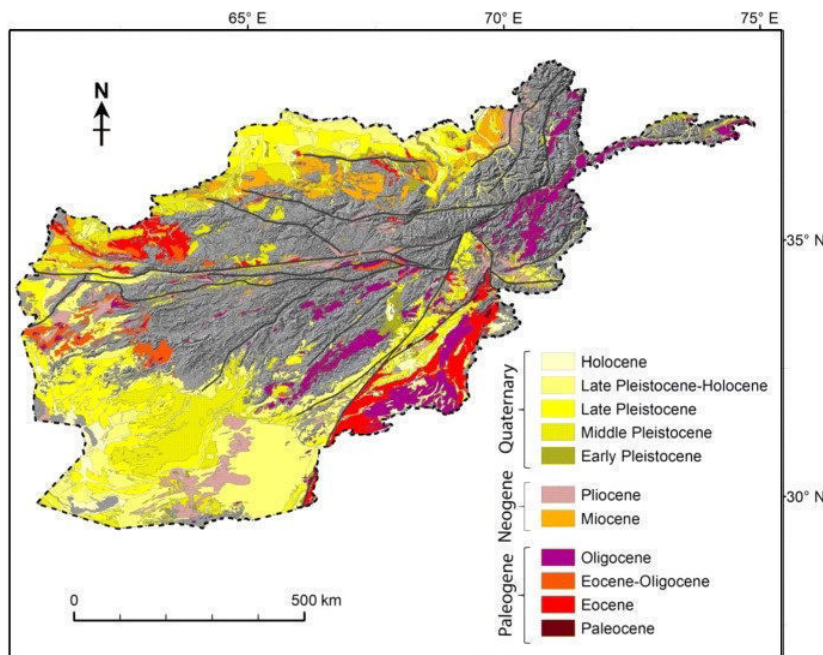 65° E 70° E 75° E
N
35° N
30° N
Quaternary
Holocene
Late Pleistocene-Holocene
Late Pleistocene
Middle Pleistocene
Early Pleistocene
Neogene
Pliocene
Miocene
Paleogene
Oligocene
Eocene-Oligocene
Eocene
Paleocene
0 500 km